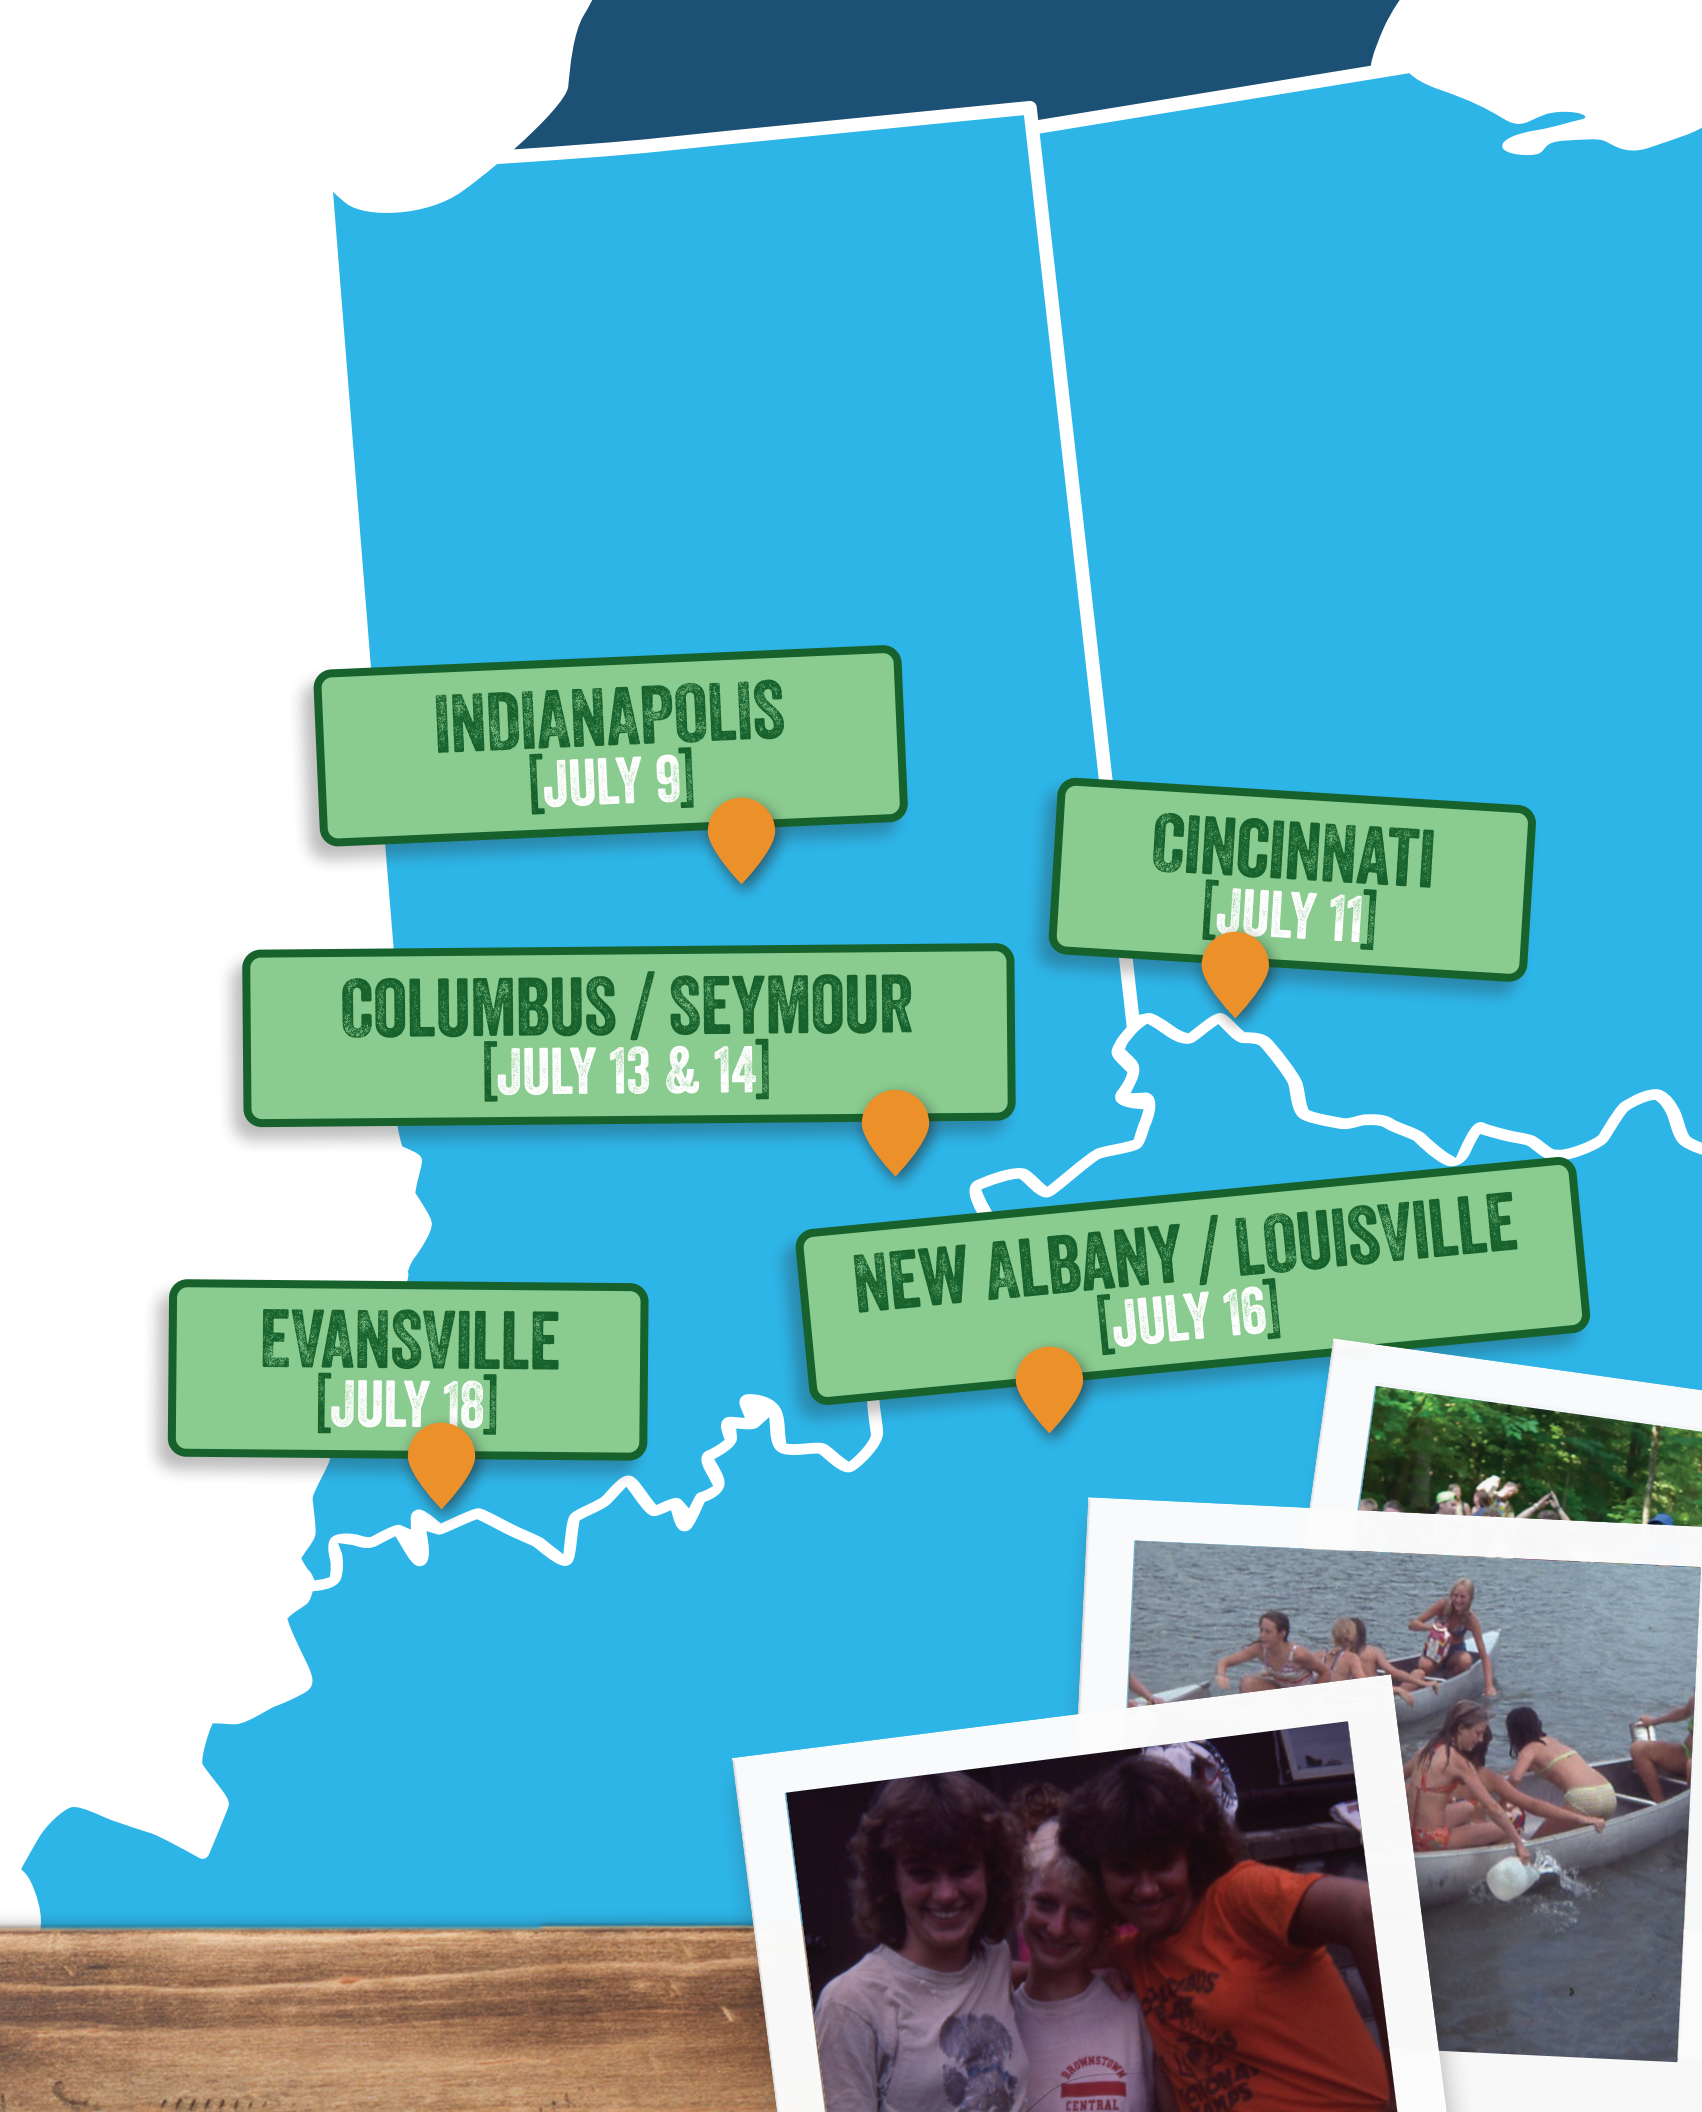 INDIANAPOLIS
[JULY 9]
CINCINNATI
[JULY 11]
COLUMBUS / SEYMOUR
[JULY 13 & 14]
NEW ALBANY / LOUISVILLE
[JULY 16]
EVANSVILLE
[JULY 18]
BROWNSTOWN
CENTRAL